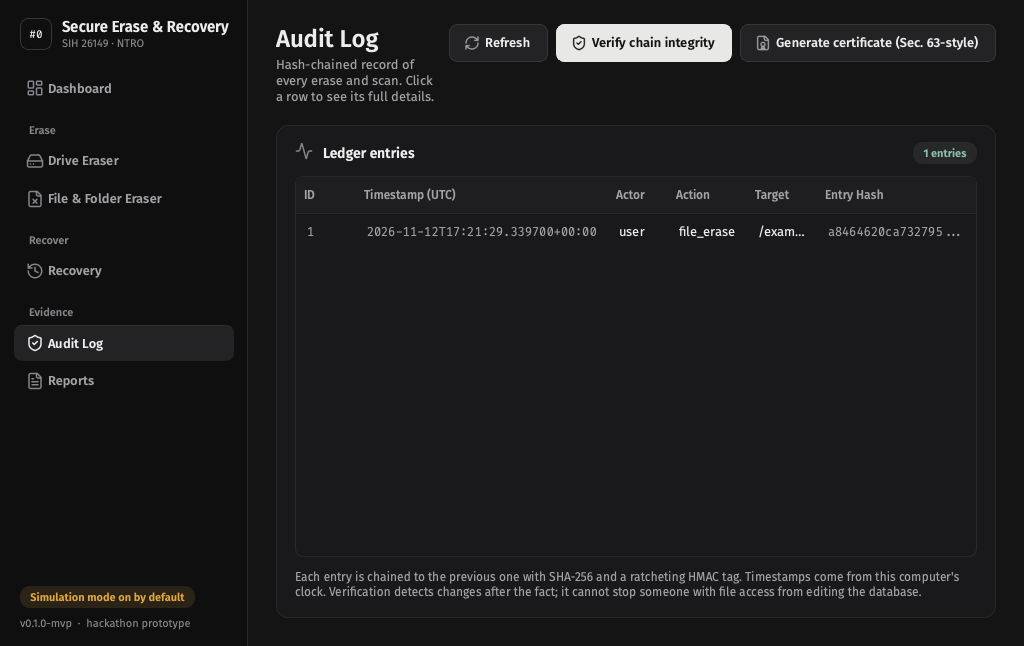 #0
Secure Erase & Recovery
SIH 26149 · NTRO
Dashboard
Erase
Drive Eraser
File & Folder Eraser
Recover
Recovery
Evidence
Audit Log
Reports
Simulation mode on by default
v0.1.0-mvp · hackathon prototype
Audit Log
Hash-chained record of
every erase and scan. Click
a row to see its full details.
Refresh
Verify chain integrity
Generate certificate (Sec. 63-style)
Ledger entries
1 entries
ID Timestamp (UTC) Actor Action Target Entry Hash
1 2026-11-12T17:21:29.339700+00:00 user file_erase /exam... a8464620ca732795...
Each entry is chained to the previous one with SHA-256 and a ratcheting HMAC tag. Timestamps come from this computer's
clock. Verification detects changes after the fact; it cannot stop someone with file access from editing the database.